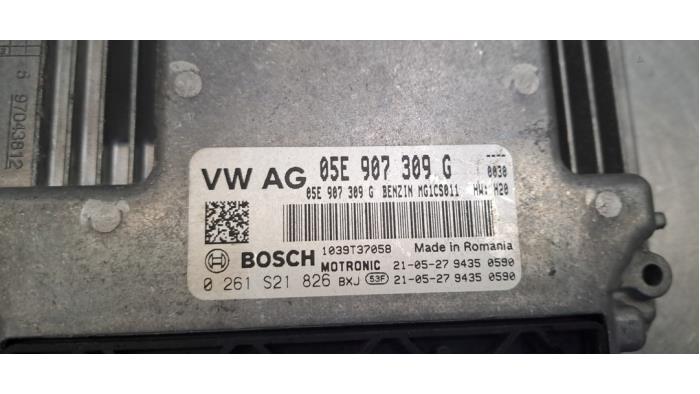 97043812
VW AG 05E 907 309 G ----
0030
05E 907 309 G BENZIN MG1CS011 HW: H20
1039T37058 Made in Romania
BOSCH MOTRONIC 21-05-27 9435 0590
0 261 S21 826 BXJ 53F 21-05-27 9435 0590